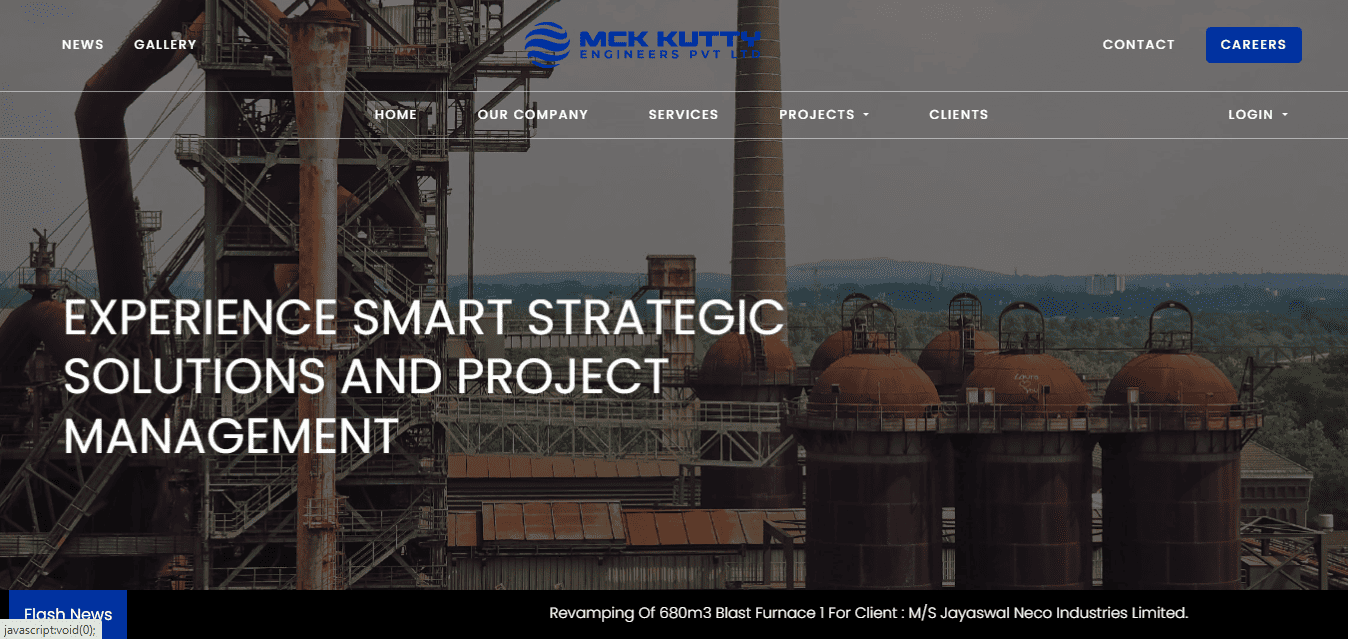 NEWS GALLERY MCK KUTTY CONTACT CAREERS
ENGINEERS PVT LTD
HOME OUR COMPANY SERVICES PROJECTS CLIENTS LOGIN
EXPERIENCE SMART STRATEGIC
SOLUTIONS AND PROJECT
MANAGEMENT
Flash News Revamping Of 680m3 Blast Furnace 1 For Client : M/S Jayaswal Neco Industries Limited.
javascript:void(0);